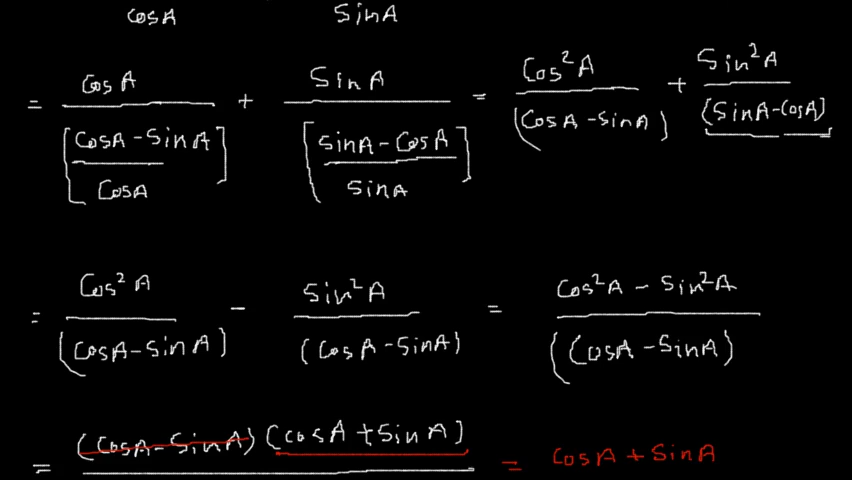 cosA SinA
= CosA / [(CosA - SinA) / CosA] + SinA / [(SinA - CosA) / SinA] = Cos²A / (CosA - SinA) + Sin²A / (SinA - CosA)
= Cos²A / (CosA - SinA) - Sin²A / (CosA - SinA) = Cos²A - Sin²A / ((CosA - SinA)
= (CosA - SinA) (CosA + SinA) = CosA + SinA